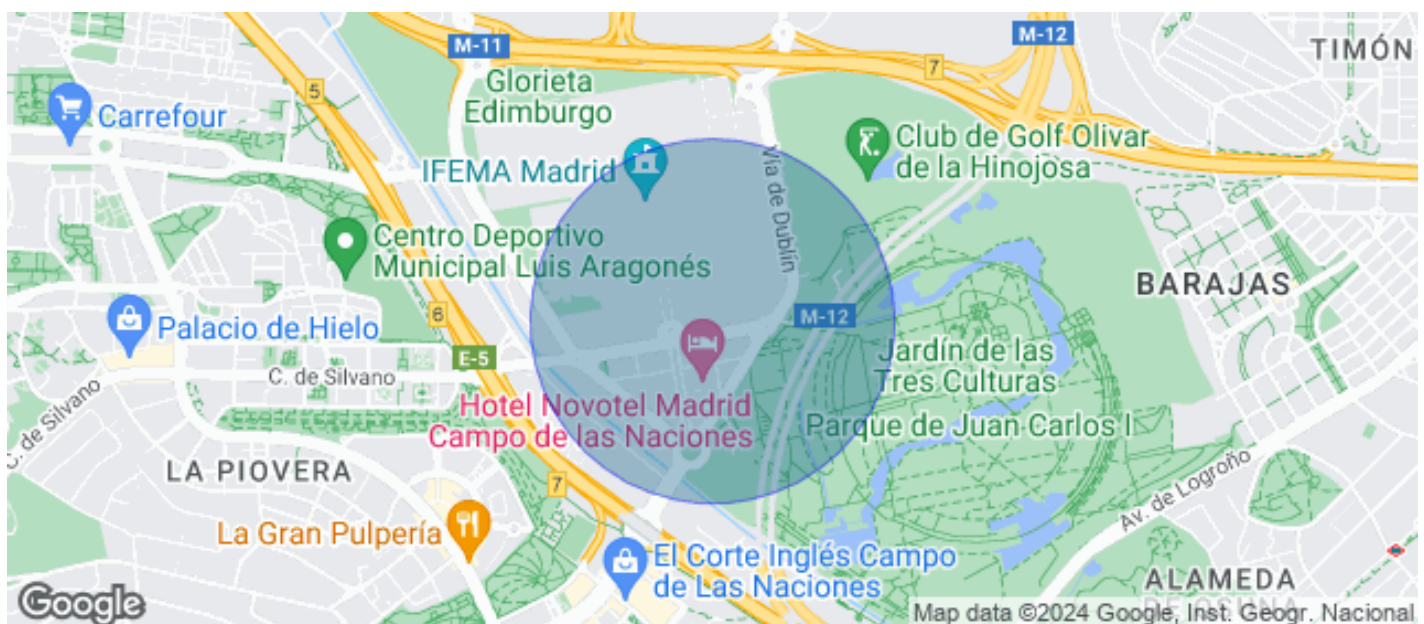 M-11
M-12
TIMÓN
7
5
Glorieta
Edimburgo
Carrefour
Club de Golf Olivar
de la Hinojosa
IFEMA Madrid
Vía de Dublín
Centro Deportivo
Municipal Luis Aragonés
BARAJAS
6
M-12
Palacio de Hielo
E-5
C. de Silvano
Jardín de las
Tres Culturas
C. de Silvano
Hotel Novotel Madrid
Campo de las Naciones
Parque de Juan Carlos I
LA PIOVERA
7
Av. de Logroño
La Gran Pulpería
El Corte Inglés Campo
de Las Naciones
ALAMEDA
DE OSUNA
Google
Map data ©2024 Google, Inst. Geogr. Nacional